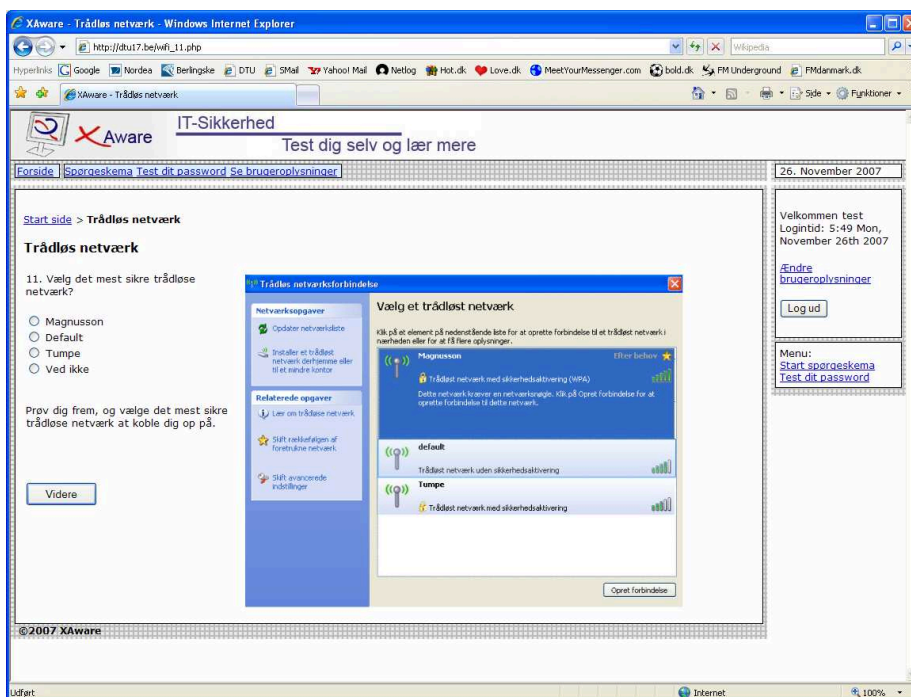 XAware - Trådløs netværk - Windows Internet Explorer
http://dtu17.be/wifi_11.php
Wikipedia
Hyperlinks Google Nordea Berlingske DTU SMail Yahoo! Mail Netlog Hot.dk Love.dk MeetYourMessenger.com bold.dk FM Underground FMdanmark.dk
XAware - Trådløs netværk
Side Funktioner
XAware
IT-Sikkerhed
Test dig selv og lær mere
Forside Spørgeskema Test dit password Se brugeroplysninger
26. November 2007
Start side > Trådløs netværk
Trådløs netværk
11. Vælg det mest sikre trådløse
netværk?
Magnusson
Default
Tumpe
Ved ikke
Prøv dig frem, og vælge det mest sikre
trådløse netværk at koble dig op på.
Videre
Trådløs netværksforbindelse
Netværksopgaver
Opdater netværksliste
Installer et trådløst
netværk derhjemme eller
til et mindre kontor
Relaterede opgaver
Lær om trådløse netværk
Skift rækkefølgen af
foretrukne netværk
Skift avancerede
indstillinger
Vælg et trådløst netværk
Klik på et element på nedenstående liste for at oprette forbindelse til et trådløst netværk i
nærheden eller for at få flere oplysninger.
Magnusson Efter behov
Trådløst netværk med sikkerhedsaktivering (WPA)
Dette netværk kræver en netværksnøgle. Klik på Opret forbindelse for at
oprette forbindelse til dette netværk.
default
Trådløst netværk uden sikkerhedsaktivering
Tumpe
Trådløst netværk med sikkerhedsaktivering
Opret forbindelse
Velkommen test
Logintid: 5:49 Mon,
November 26th 2007
Ændre
brugeroplysninger
Log ud
Menu:
Start spørgeskema
Test dit password
©2007 XAware
Udført
Internet
100%